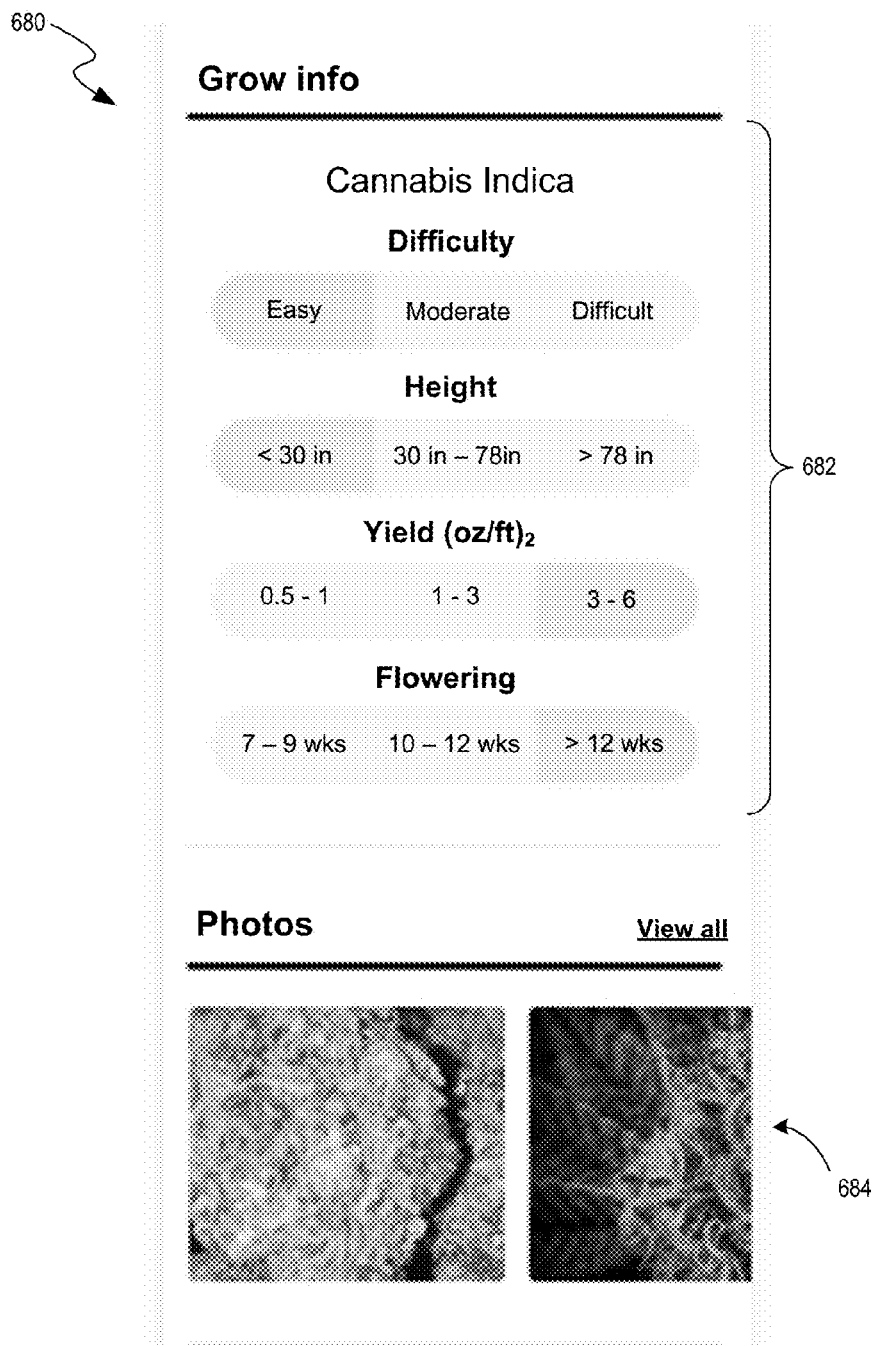 680
Grow info
Cannabis Indica
Difficulty
Easy Moderate Difficult
Height
< 30 in 30 in – 78in > 78 in
682
Yield (oz/ft)₂
0.5 - 1 1 - 3 3 - 6
Flowering
7 – 9 wks 10 – 12 wks > 12 wks
Photos View all
684